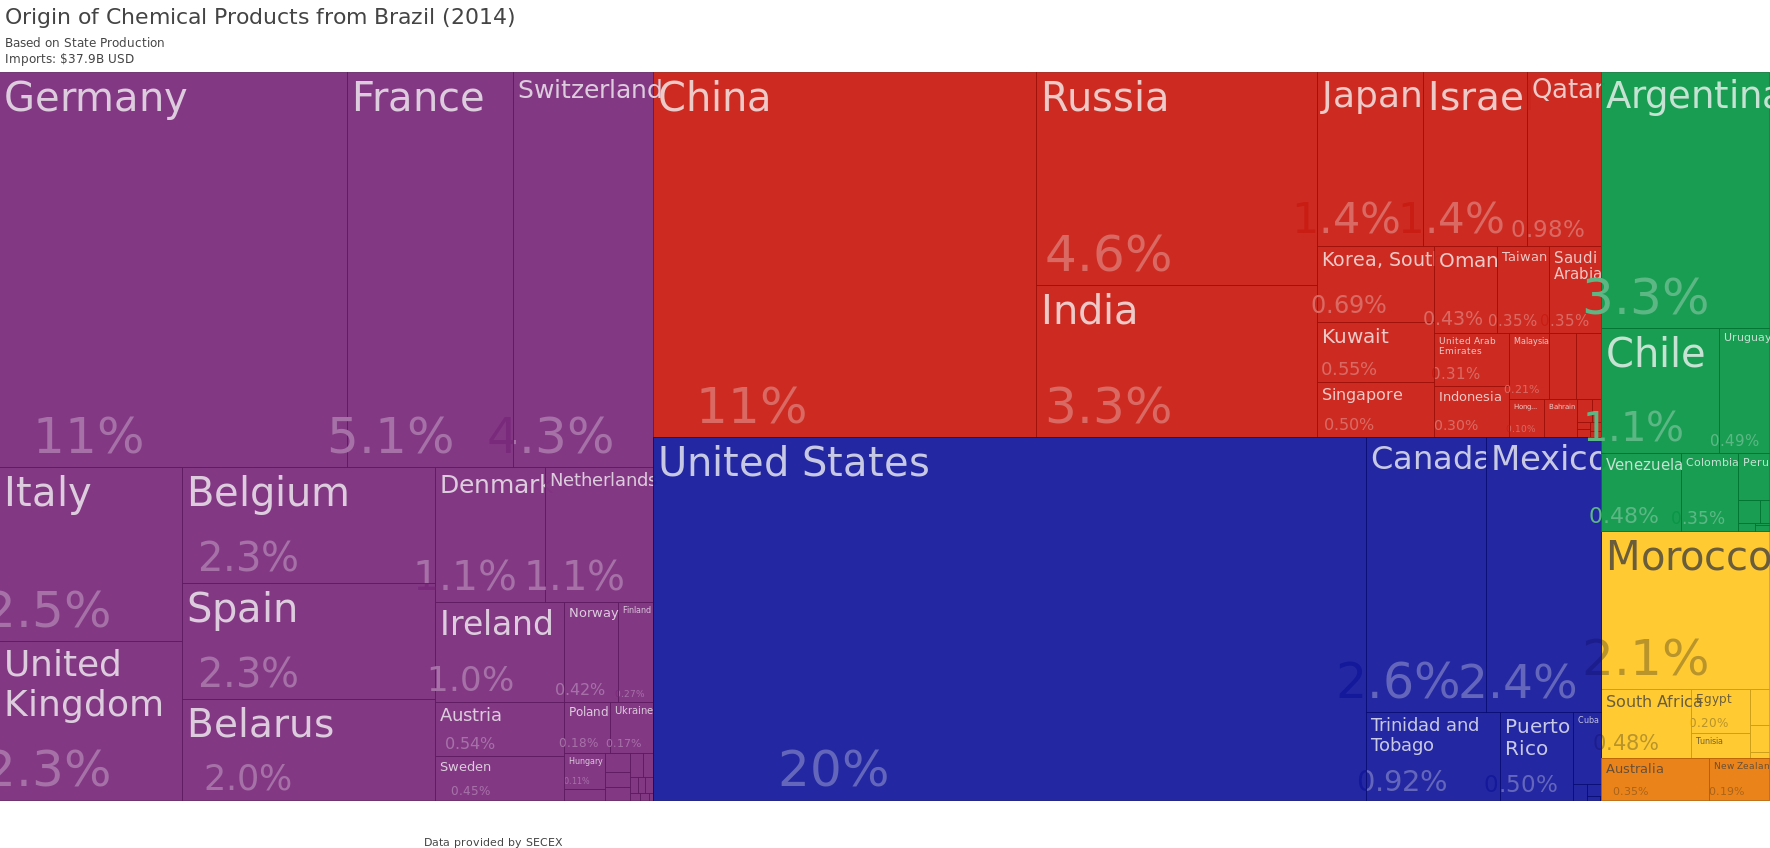 Origin of Chemical Products from Brazil (2014)
Based on State Production
Imports: $37.9B USD
Germany
11%
France
5.1%
Switzerland
4.3%
Italy
2.5%
United
Kingdom
2.3%
Belgium
2.3%
Spain
2.3%
Belarus
2.0%
Denmark
1.1%
Netherlands
1.1%
Ireland
1.0%
Norway
0.42%
Finland
0.27%
Austria
0.54%
Poland
0.18%
Ukraine
0.17%
Sweden
0.45%
Hungary
0.11%
China
11%
Russia
4.6%
India
3.3%
Japan
1.4%
Israe
1.4%
Qatar
0.98%
Korea, Sout
0.69%
Oman
0.43%
Taiwan
0.35%
Saudi
Arabia
0.35%
Kuwait
0.55%
United Arab
Emirates
0.31%
Malaysia
0.21%
Singapore
0.50%
Indonesia
0.30%
Hong...
0.10%
Bahrain
United States
20%
Canada
2.6%
Mexico
2.4%
Trinidad and
Tobago
0.92%
Puerto
Rico
0.50%
Cuba
Argentina
3.3%
Chile
1.1%
Uruguay
0.49%
Venezuela
0.48%
Colombia
0.35%
Peru
Morocco
2.1%
South Africa
0.48%
Egypt
0.20%
Tunisia
Australia
0.35%
New Zealan
0.19%
Data provided by SECEX